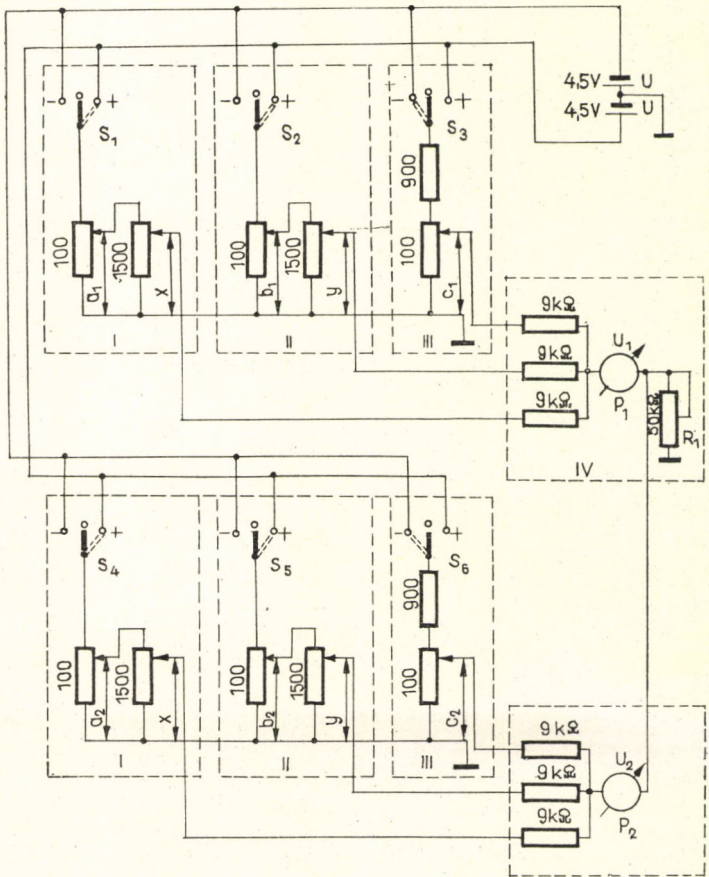 4,5V U
4,5V U
- +
S₁
- +
S₂
- +
S₃
900
100
a₁
1500
x
100
b₁
1500
y
100
c₁
I
II
III
9kΩ
9kΩ
9kΩ
U₁
P₁
50kΩ
R₁
IV
- +
S₄
- +
S₅
- +
S₆
900
100
a₂
1500
x
100
b₂
1500
y
100
c₂
I
II
III
9kΩ
9kΩ
9kΩ
U₂
P₂